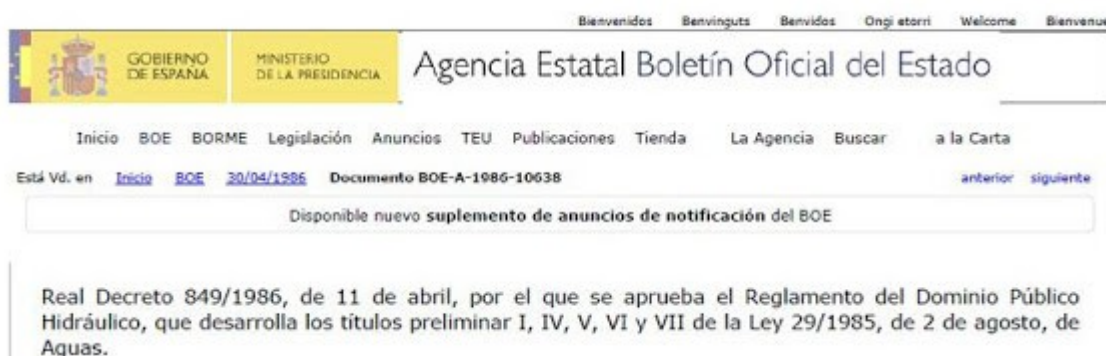 Bienvenidos Benvinguts Benvidos Ongi etorri Welcome Bienvenue
GOBIERNO DE ESPAÑA
MINISTERIO DE LA PRESIDENCIA
Agencia Estatal Boletín Oficial del Estado
Inicio BOE BORME Legislación Anuncios TEU Publicaciones Tienda La Agencia Buscar a la Carta
Está Vd. en Inicio BOE 30/04/1986 Documento BOE-A-1986-10638 anterior siguiente
Disponible nuevo suplemento de anuncios de notificación del BOE
Real Decreto 849/1986, de 11 de abril, por el que se aprueba el Reglamento del Dominio Público
Hidráulico, que desarrolla los títulos preliminar I, IV, V, VI y VII de la Ley 29/1985, de 2 de agosto, de
Aguas.